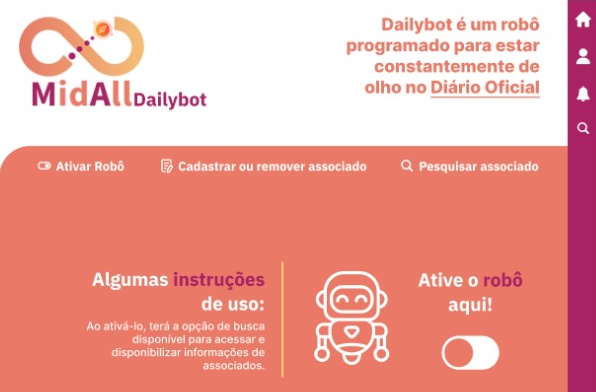 MidAll Dailybot
Dailybot é um robô
programado para estar
constantemente de
olho no Diário Oficial
Ativar Robô
Cadastrar ou remover associado
Pesquisar associado
Algumas instruções
de uso:
Ao ativá-lo, terá a opção de busca
disponível para acessar e
disponibilizar informações de
associados.
Ative o robô
aqui!